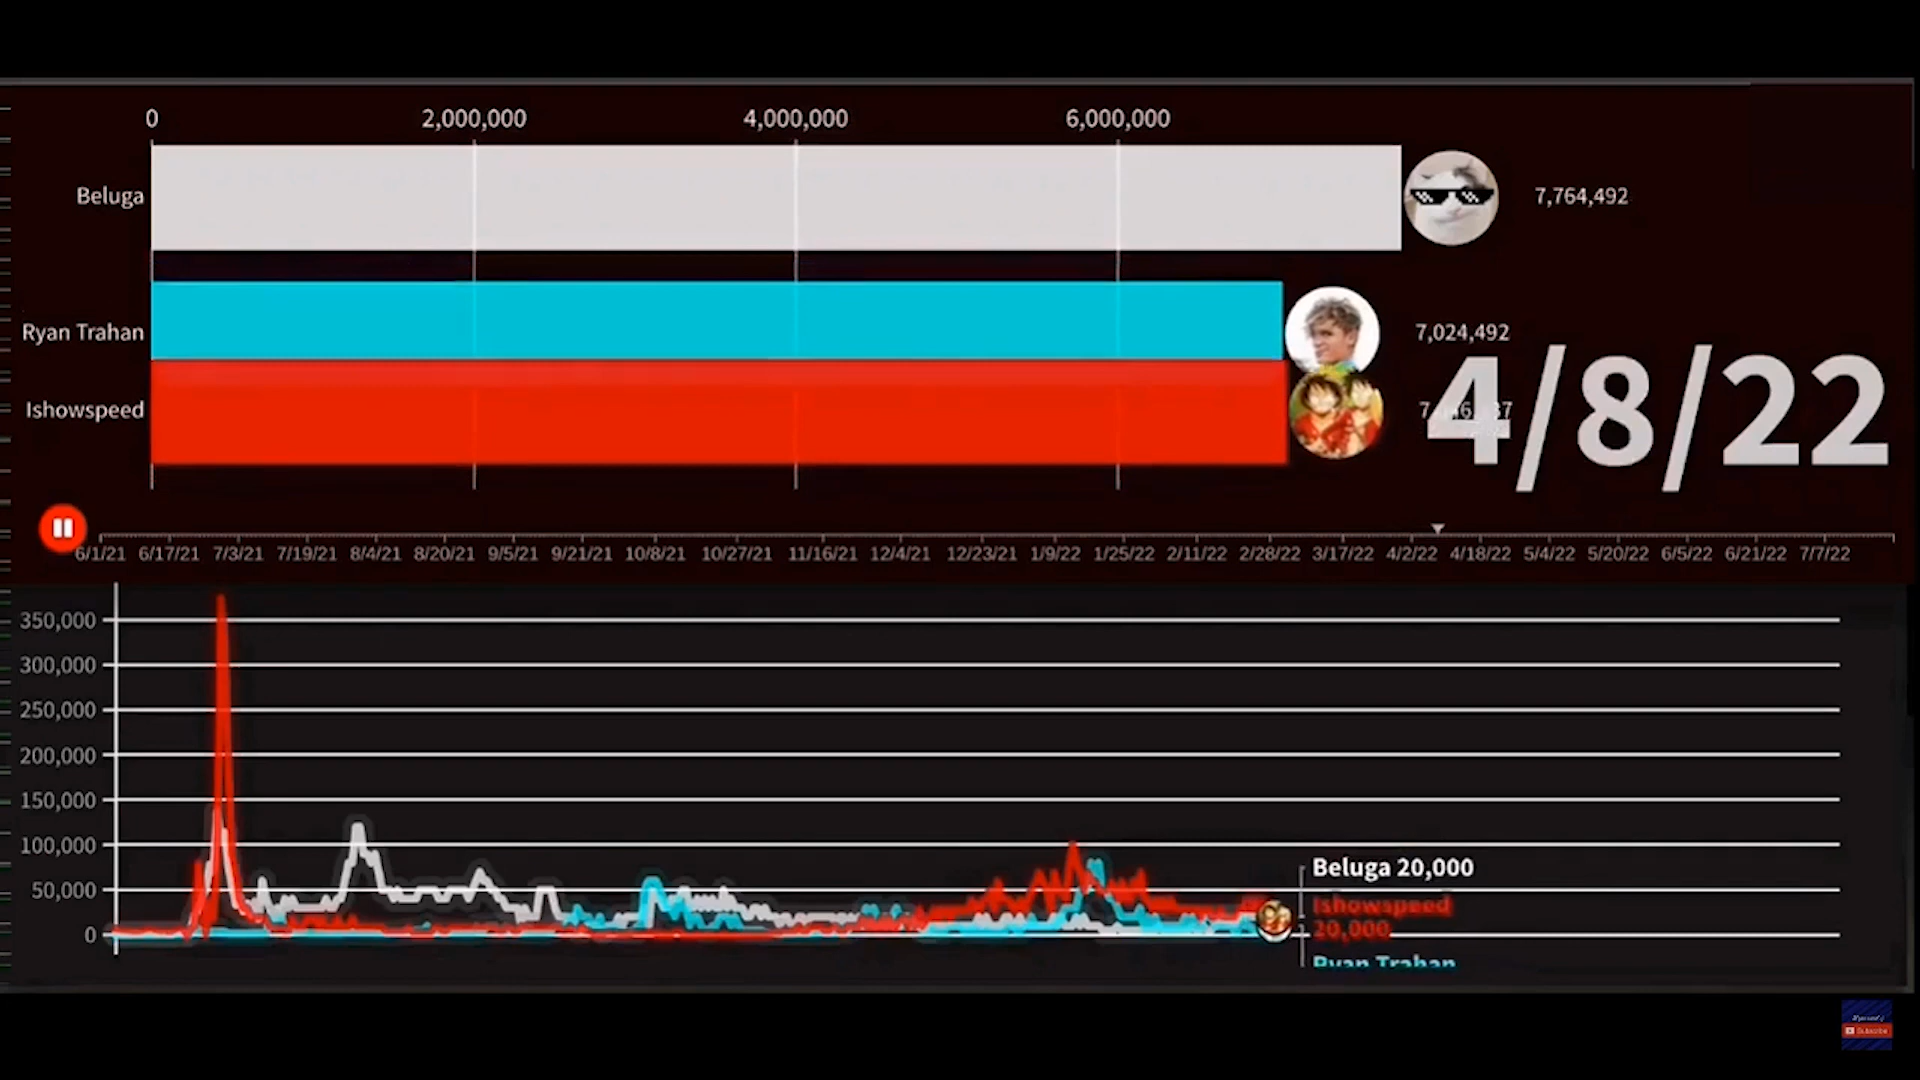 0 2,000,000 4,000,000 6,000,000
Beluga 7,764,492
Ryan Trahan 7,024,492
Ishowspeed
4/8/22
6/1/21 6/17/21 7/3/21 7/19/21 8/4/21 8/20/21 9/5/21 9/21/21 10/8/21 10/27/21 11/16/21 12/4/21 12/23/21 1/9/22 1/25/22 2/11/22 2/28/22 3/17/22 4/2/22 4/18/22 5/4/22 5/20/22 6/5/22 6/21/22 7/7/22
350,000
300,000
250,000
200,000
150,000
100,000
50,000
0
Beluga 20,000
Ishowspeed
20,000
Ryan Trahan
Subscribe